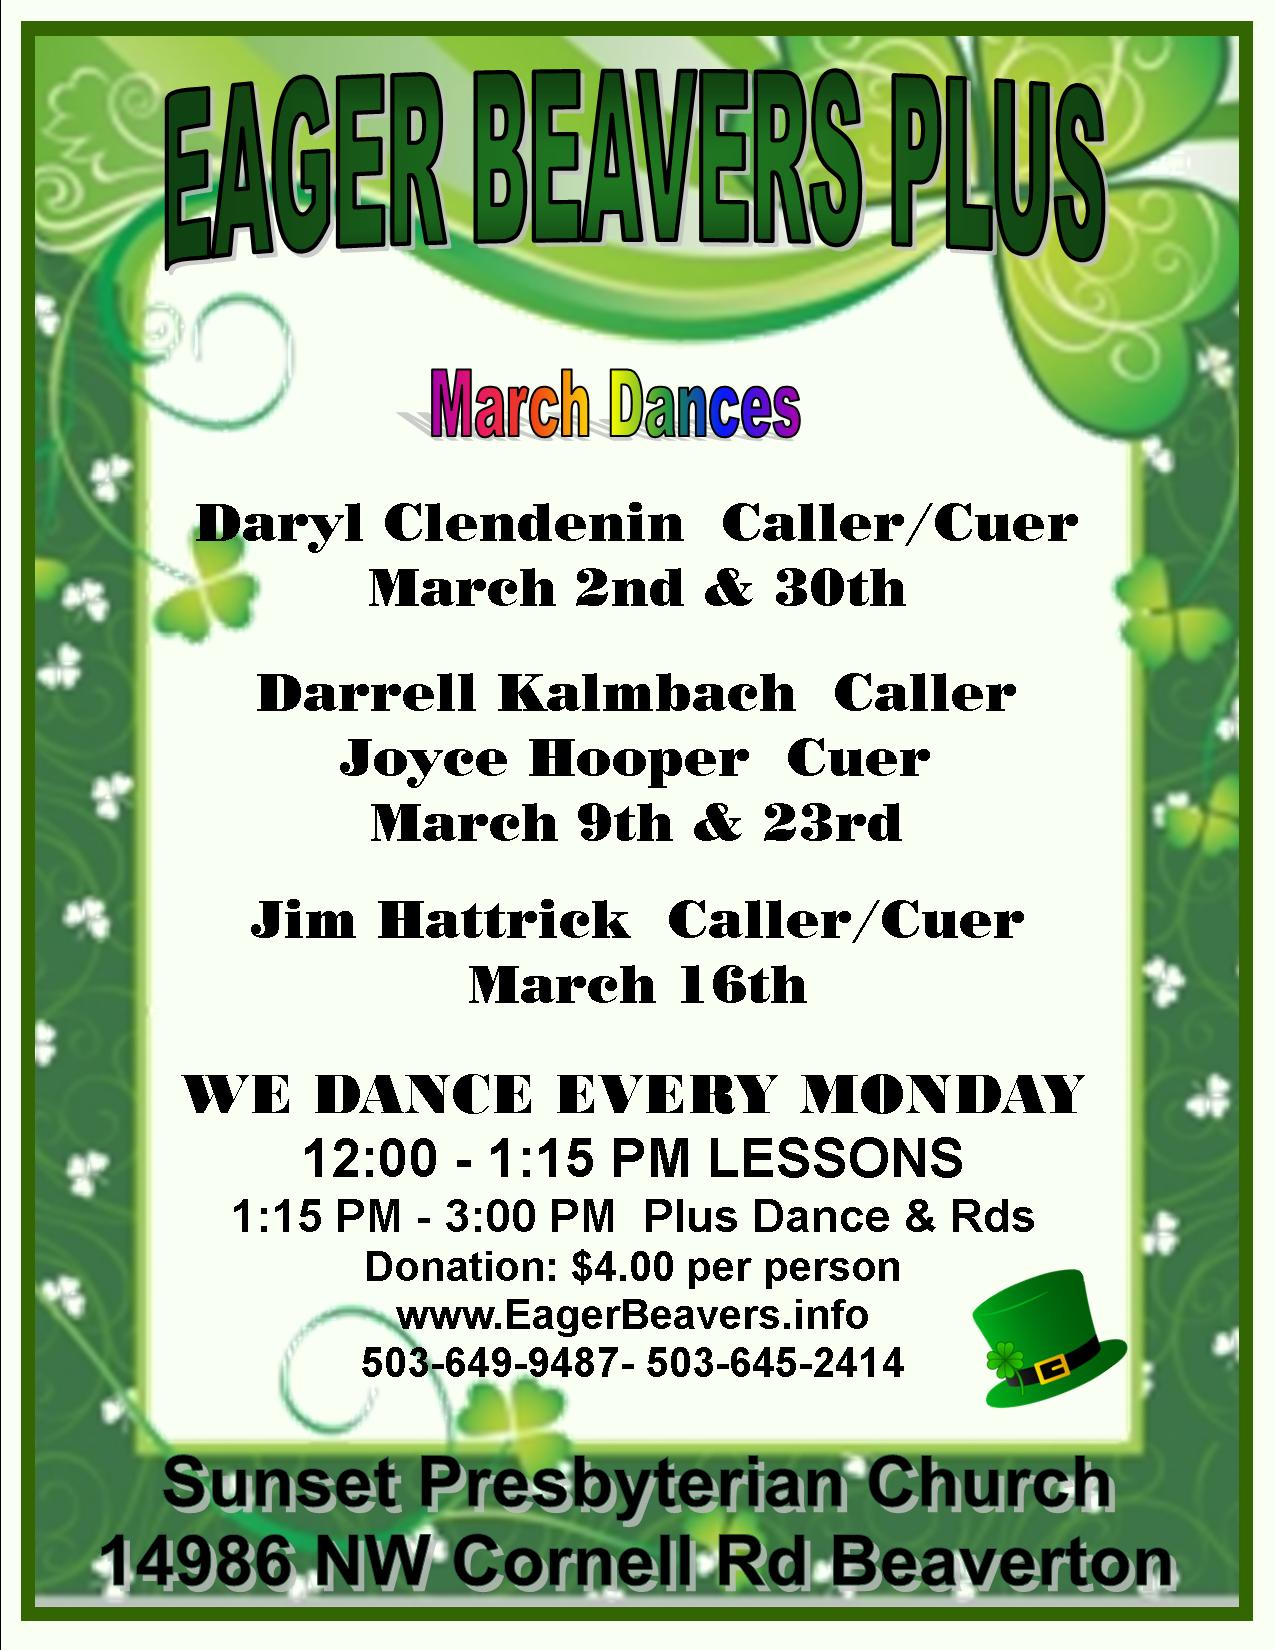 EAGER BEAVERS PLUS
March Dances
Daryl Clendenin  Caller/Cuer
March 2nd & 30th
Darrell Kalmbach  Caller
Joyce Hooper  Cuer
March 9th & 23rd
Jim Hattrick  Caller/Cuer
March 16th
WE DANCE EVERY MONDAY
12:00 - 1:15 PM LESSONS
1:15 PM - 3:00 PM  Plus Dance & Rds
Donation: $4.00 per person
www.EagerBeavers.info
503-649-9487- 503-645-2414
Sunset Presbyterian Church
14986 NW Cornell Rd Beaverton